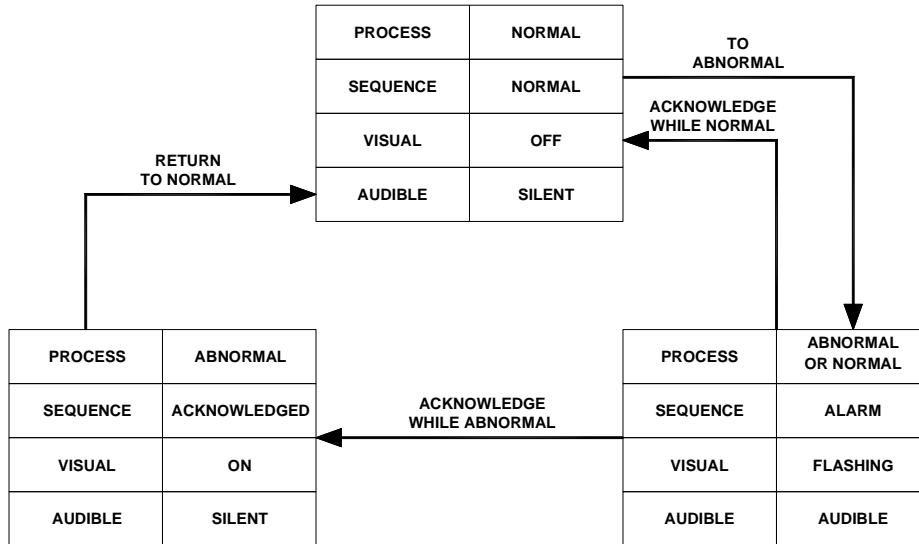 PROCESS NORMAL
SEQUENCE NORMAL
VISUAL OFF
AUDIBLE SILENT
TO
ABNORMAL
ACKNOWLEDGE
WHILE NORMAL
RETURN
TO NORMAL
PROCESS ABNORMAL
SEQUENCE ACKNOWLEDGED
VISUAL ON
AUDIBLE SILENT
ACKNOWLEDGE
WHILE ABNORMAL
PROCESS ABNORMAL
OR NORMAL
SEQUENCE ALARM
VISUAL FLASHING
AUDIBLE AUDIBLE